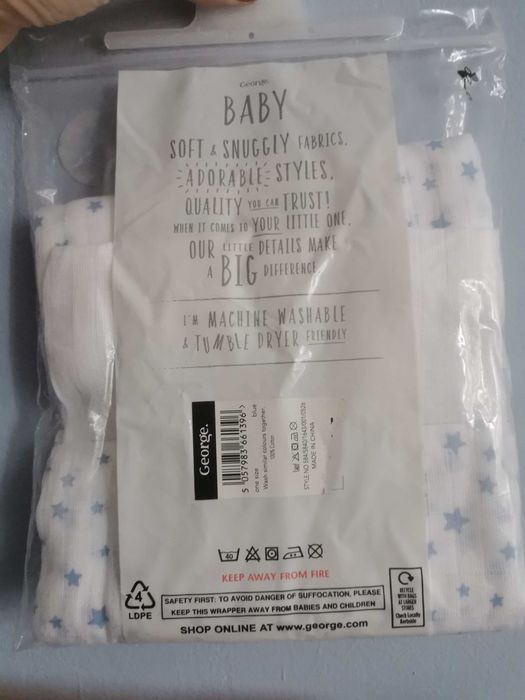 George.
BABY
SOFT & SNUGGLY FABRICS.
ADORABLE STYLES.
QUALITY YOU CAN TRUST!
WHEN IT COMES TO YOUR LITTLE ONE.
OUR LITTLE DETAILS MAKE
A BIG DIFFERENCE.
I'M MACHINE WASHABLE
& TUMBLE DRYER FRIENDLY
George.
5 057983 661396
one size blue
Wash similar colours together
100% Cotton
MADE IN CHINA
40
KEEP AWAY FROM FIRE
4
LDPE
SAFETY FIRST: TO AVOID DANGER OF SUFFOCATION, PLEASE
KEEP THIS WRAPPER AWAY FROM BABIES AND CHILDREN
SHOP ONLINE AT www.george.com
RECYCLE
WITH BAGS
AT LARGER
STORES
Check Locally
Kerbside